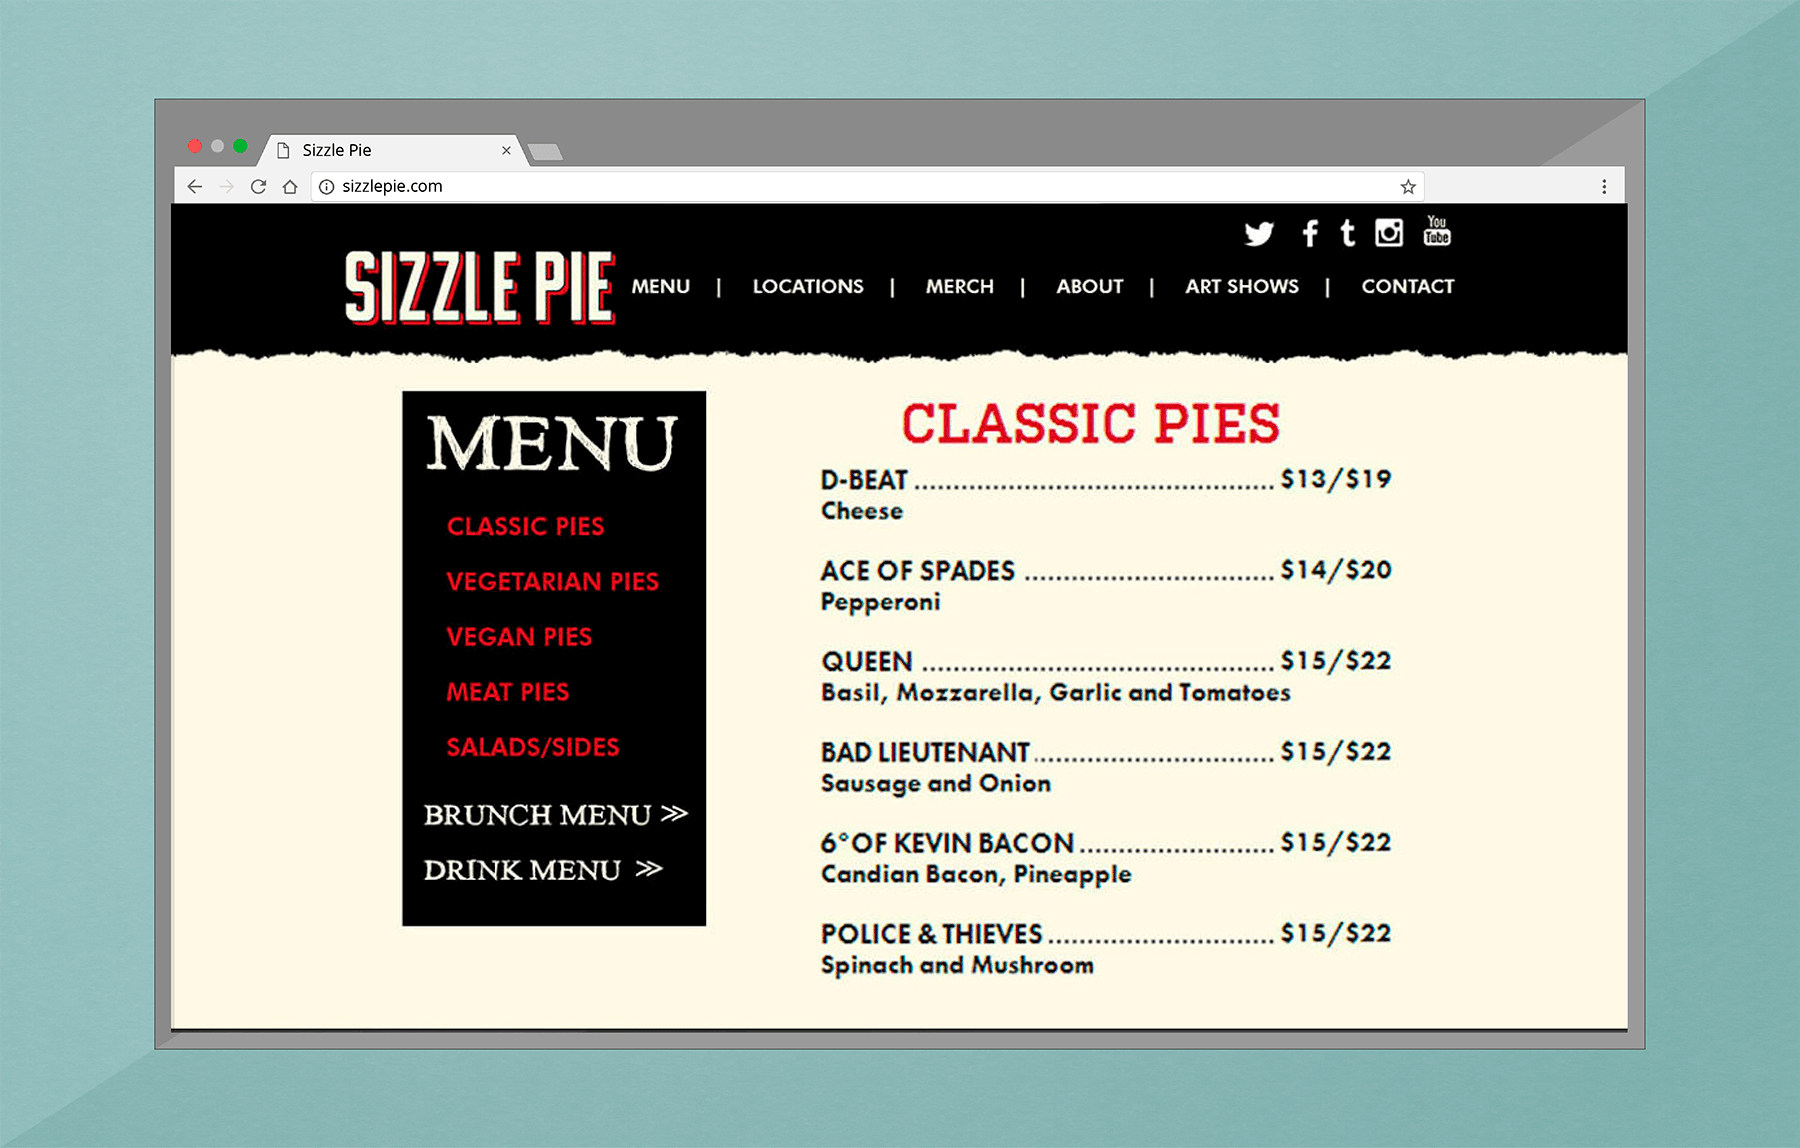 Sizzle Pie
sizzlepie.com
You
Tube
SIZZLE PIE
MENU | LOCATIONS | MERCH | ABOUT | ART SHOWS | CONTACT
MENU
CLASSIC PIES
VEGETARIAN PIES
VEGAN PIES
MEAT PIES
SALADS/SIDES
BRUNCH MENU >>
DRINK MENU >>
CLASSIC PIES
D-BEAT ........................................... $13/$19
Cheese
ACE OF SPADES .............................. $14/$20
Pepperoni
QUEEN .......................................... $15/$22
Basil, Mozzarella, Garlic and Tomatoes
BAD LIEUTENANT ............................. $15/$22
Sausage and Onion
6°OF KEVIN BACON ....................... $15/$22
Candian Bacon, Pineapple
POLICE & THIEVES ........................... $15/$22
Spinach and Mushroom